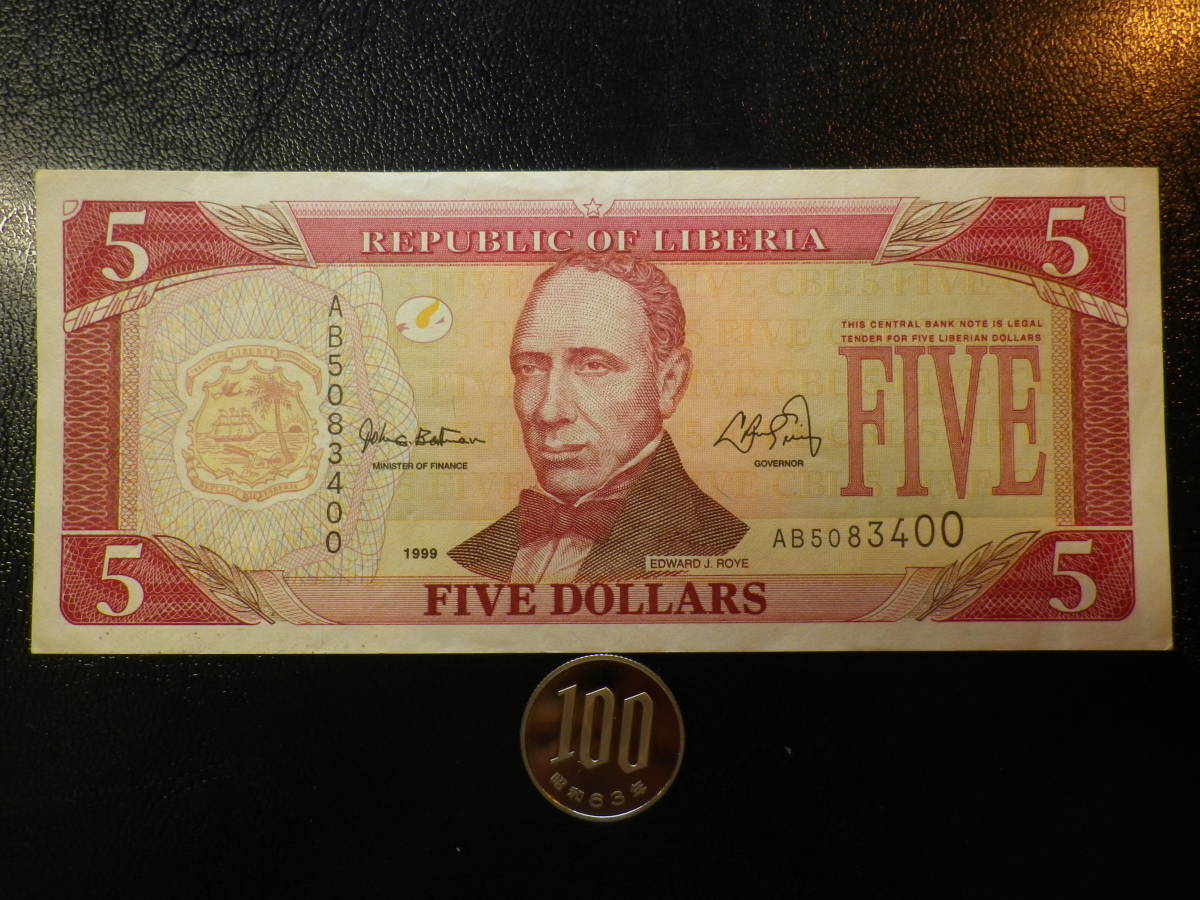 5
REPUBLIC OF LIBERIA
5
AB5083400
THIS CENTRAL BANK NOTE IS LEGAL
TENDER FOR FIVE LIBERIAN DOLLARS
FIVE
MINISTER OF FINANCE
GOVERNOR
AB5083400
1999
EDWARD J. ROYE
5
FIVE DOLLARS
5
100
昭和63年